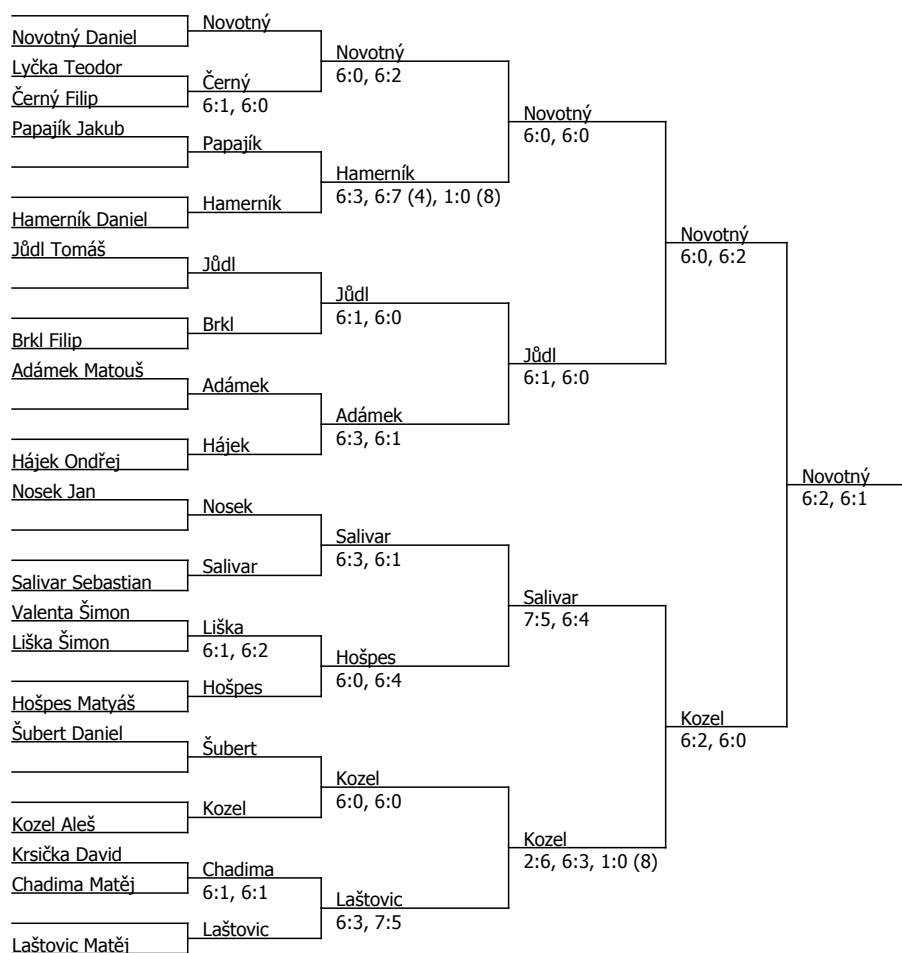 Novotný Daniel
Lyčka Teodor
Černý Filip
Papajík Jakub
Hamerník Daniel
Jůdl Tomáš
Brkl Filip
Adámek Matouš
Hájek Ondřej
Nosek Jan
Salivar Sebastian
Valenta Šimon
Liška Šimon
Hošpes Matyáš
Šubert Daniel
Kozel Aleš
Krsička David
Chadima Matěj
Laštovic Matěj
Novotný
Černý
6:1, 6:0
Papajík
Hamerník
Jůdl
Brkl
Adámek
Hájek
Nosek
Salivar
Liška
6:1, 6:2
Hošpes
Šubert
Kozel
Chadima
6:1, 6:1
Laštovic
Novotný
6:0, 6:2
Hamerník
6:3, 6:7 (4), 1:0 (8)
Jůdl
6:1, 6:0
Adámek
6:3, 6:1
Salivar
6:3, 6:1
Hošpes
6:0, 6:4
Kozel
6:0, 6:0
Laštovic
6:3, 7:5
Novotný
6:0, 6:0
Jůdl
6:1, 6:0
Salivar
7:5, 6:4
Kozel
2:6, 6:3, 1:0 (8)
Novotný
6:0, 6:2
Kozel
6:2, 6:0
Novotný
6:2, 6:1